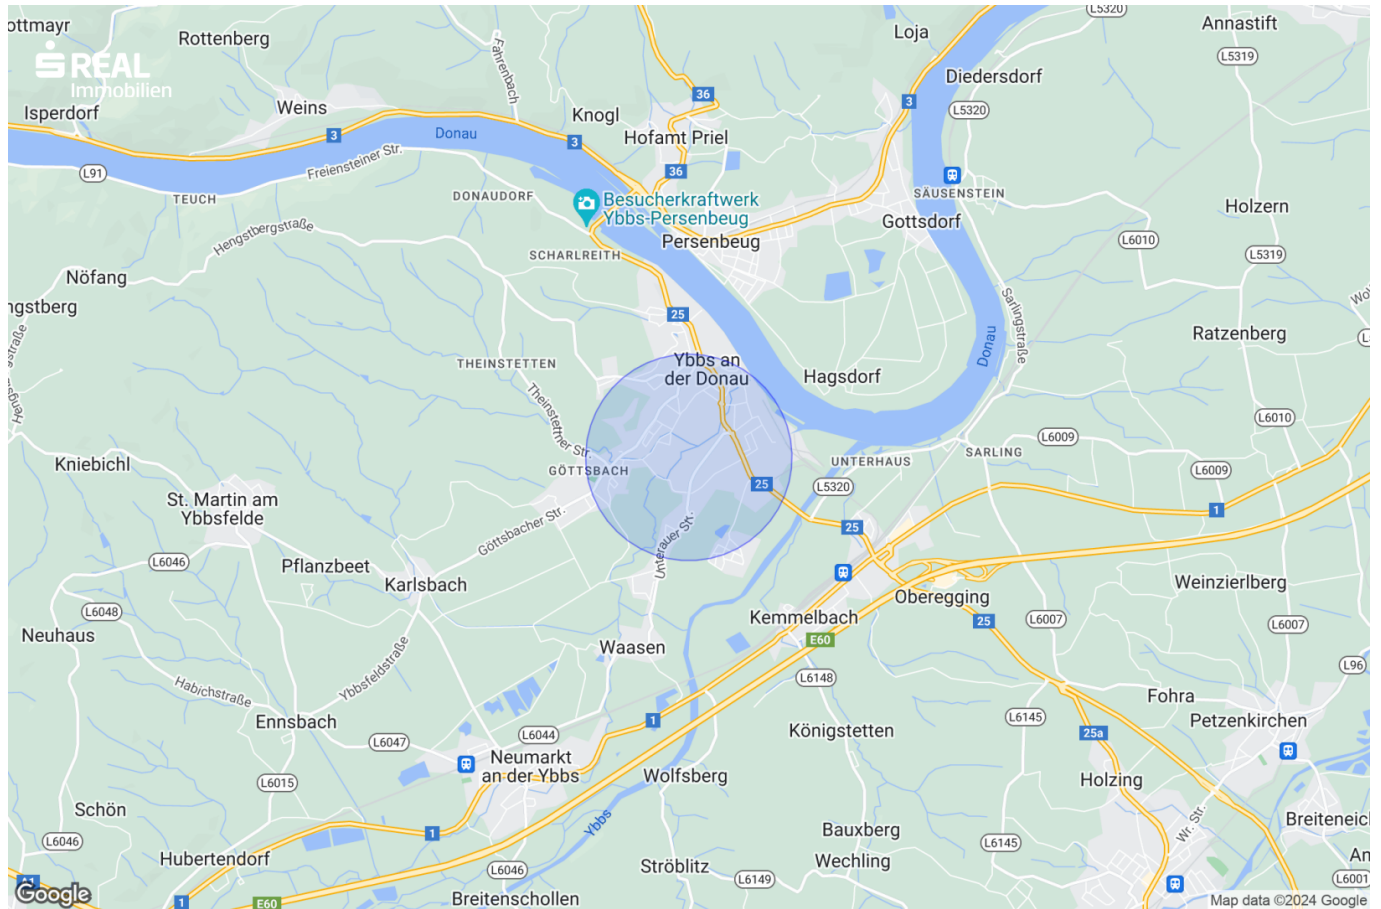 L5320
ottmayr
Rottenberg
Fahrenbach
Loja
Annastift
REAL
Immobilien
L5319
Diedersdorf
Isperdorf
Weins
Knogl
36
3
L5320
3
Donau
3
Hofamt Priel
L91
Freiensteiner Str.
36
TEUCH
DONAUDORF
Besucherkraftwerk
Ybbs-Persenbeug
SÄUSENSTEIN
Holzern
Gottsdorf
Hengstbergstraße
SCHARLREITH
Persenbeug
L6010
L5319
Nöfang
ngstberg
Sarlingstraße
25
Donau
Ratzenberg
THEINSTETTEN
Ybbs an
der Donau
Hagsdorf
Theinstettner Str.
L6010
L6009
Kniebichl
GÖTTSBACH
UNTERHAUS
SARLING
L6009
St. Martin am
Ybbsfelde
25
L5320
1
Göttsbacher Str.
Unterauer Str.
25
L6046
Pflanzbeet
Karlsbach
Weinzierlberg
L6048
Oberegging
Neuhaus
Kemmelbach
25
L6007
L6007
E60
Waasen
Ybbsfeldstraße
L96
Habichstraße
L6148
Fohra
Ennsbach
1
L6145
Petzenkirchen
L6047
L6044
Königstetten
25a
Neumarkt
an der Ybbs
Wolfsberg
Holzing
L6015
Schön
Ybbs
Wr. Str.
Breiteneich
1
Bauxberg
L6046
L6145
Hubertendorf
Wechling
An
L6046
Ströblitz
L6149
L6001
A1
Google
1
E60
Breitenschollen
Map data ©2024 Google